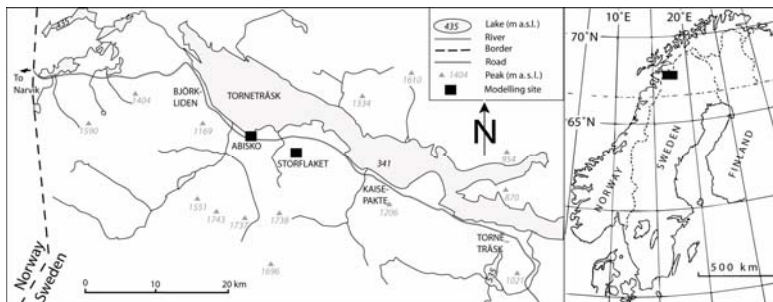 435 Lake (m a.s.l.)
River
Border
Road
1404 Peak (m a.s.l.)
Modelling site
N
To
Narvik
435
1404
1590
BJÖRK-
LIDEN
1169
TORNETRÄSK
1334
1610
ABISKO
STORFLAKET
341
954
KAISE-
PAKTE
870
1206
1551
1743
1737
1738
1696
TORNE
TRÄSK
535
1021
Norway
Sweden
0 10 20 km
10°E 20°E
70°N
65°N
NORWAY
SWEDEN
FINLAND
500 km